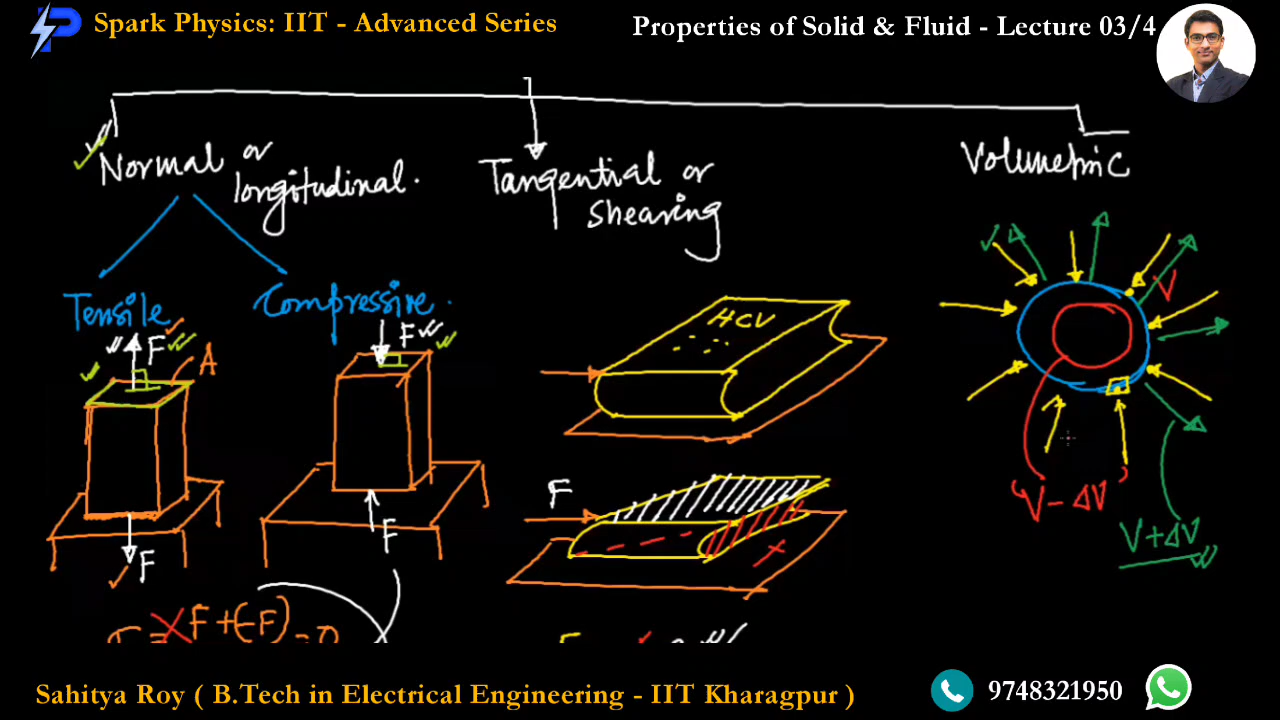 Spark Physics: IIT - Advanced Series
Properties of Solid & Fluid - Lecture 03/4
Normal or
longitudinal.
Tangential or
shearing
Volumetric
Tensile
Compressive.
F
A
F
HCV
V
F
F
F
V - ΔV
V + ΔV
F + (-F)
Sahitya Roy ( B.Tech in Electrical Engineering - IIT Kharagpur )
9748321950